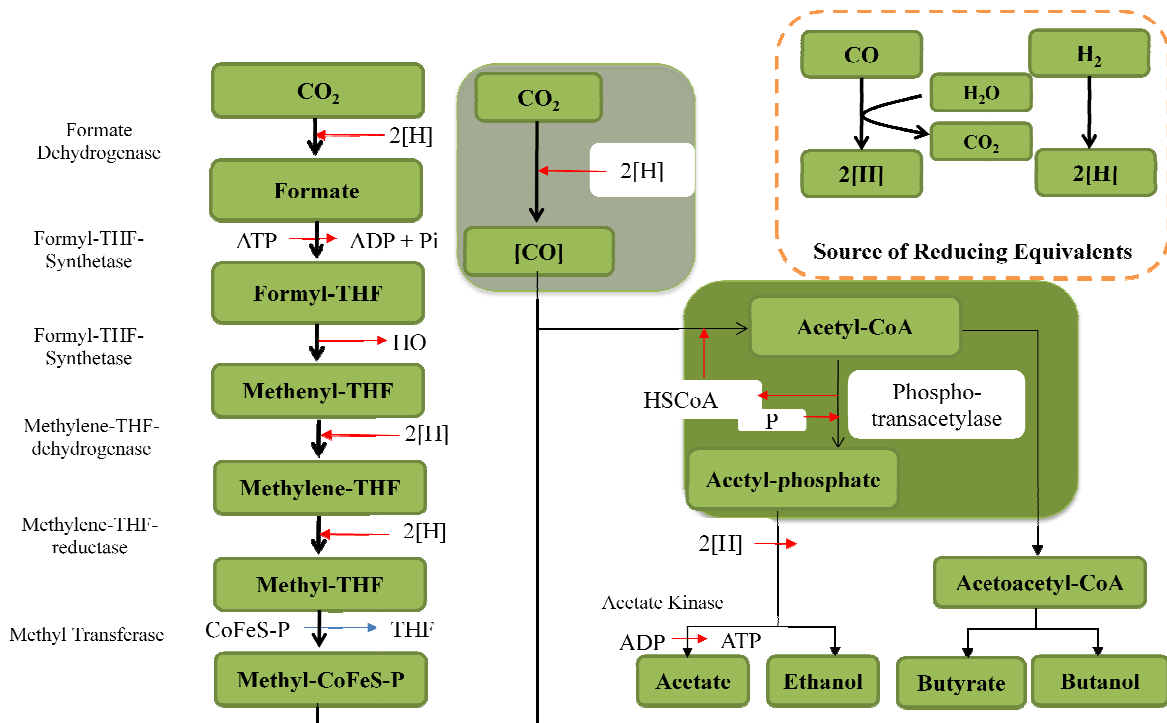 CO₂
Formate
Dehydrogenase
2[H]
Formate
Formyl-THF-
Synthetase
ATP
ADP + Pi
Formyl-THF
Formyl-THF-
Synthetase
HO
Methenyl-THF
Methylene-THF-
dehydrogenase
2[H]
Methylene-THF
Methylene-THF-
reductase
2[H]
Methyl-THF
Methyl Transferase
CoFeS-P
THF
Methyl-CoFeS-P
CO₂
2[H]
[CO]
CO
H₂
H₂O
CO₂
2[H]
2[H]
Source of Reducing Equivalents
Acetyl-CoA
HSCoA
P
Phospho-
transacetylase
Acetyl-phosphate
2[H]
Acetate Kinase
ADP
ATP
Acetate
Ethanol
Acetoacetyl-CoA
Butyrate
Butanol